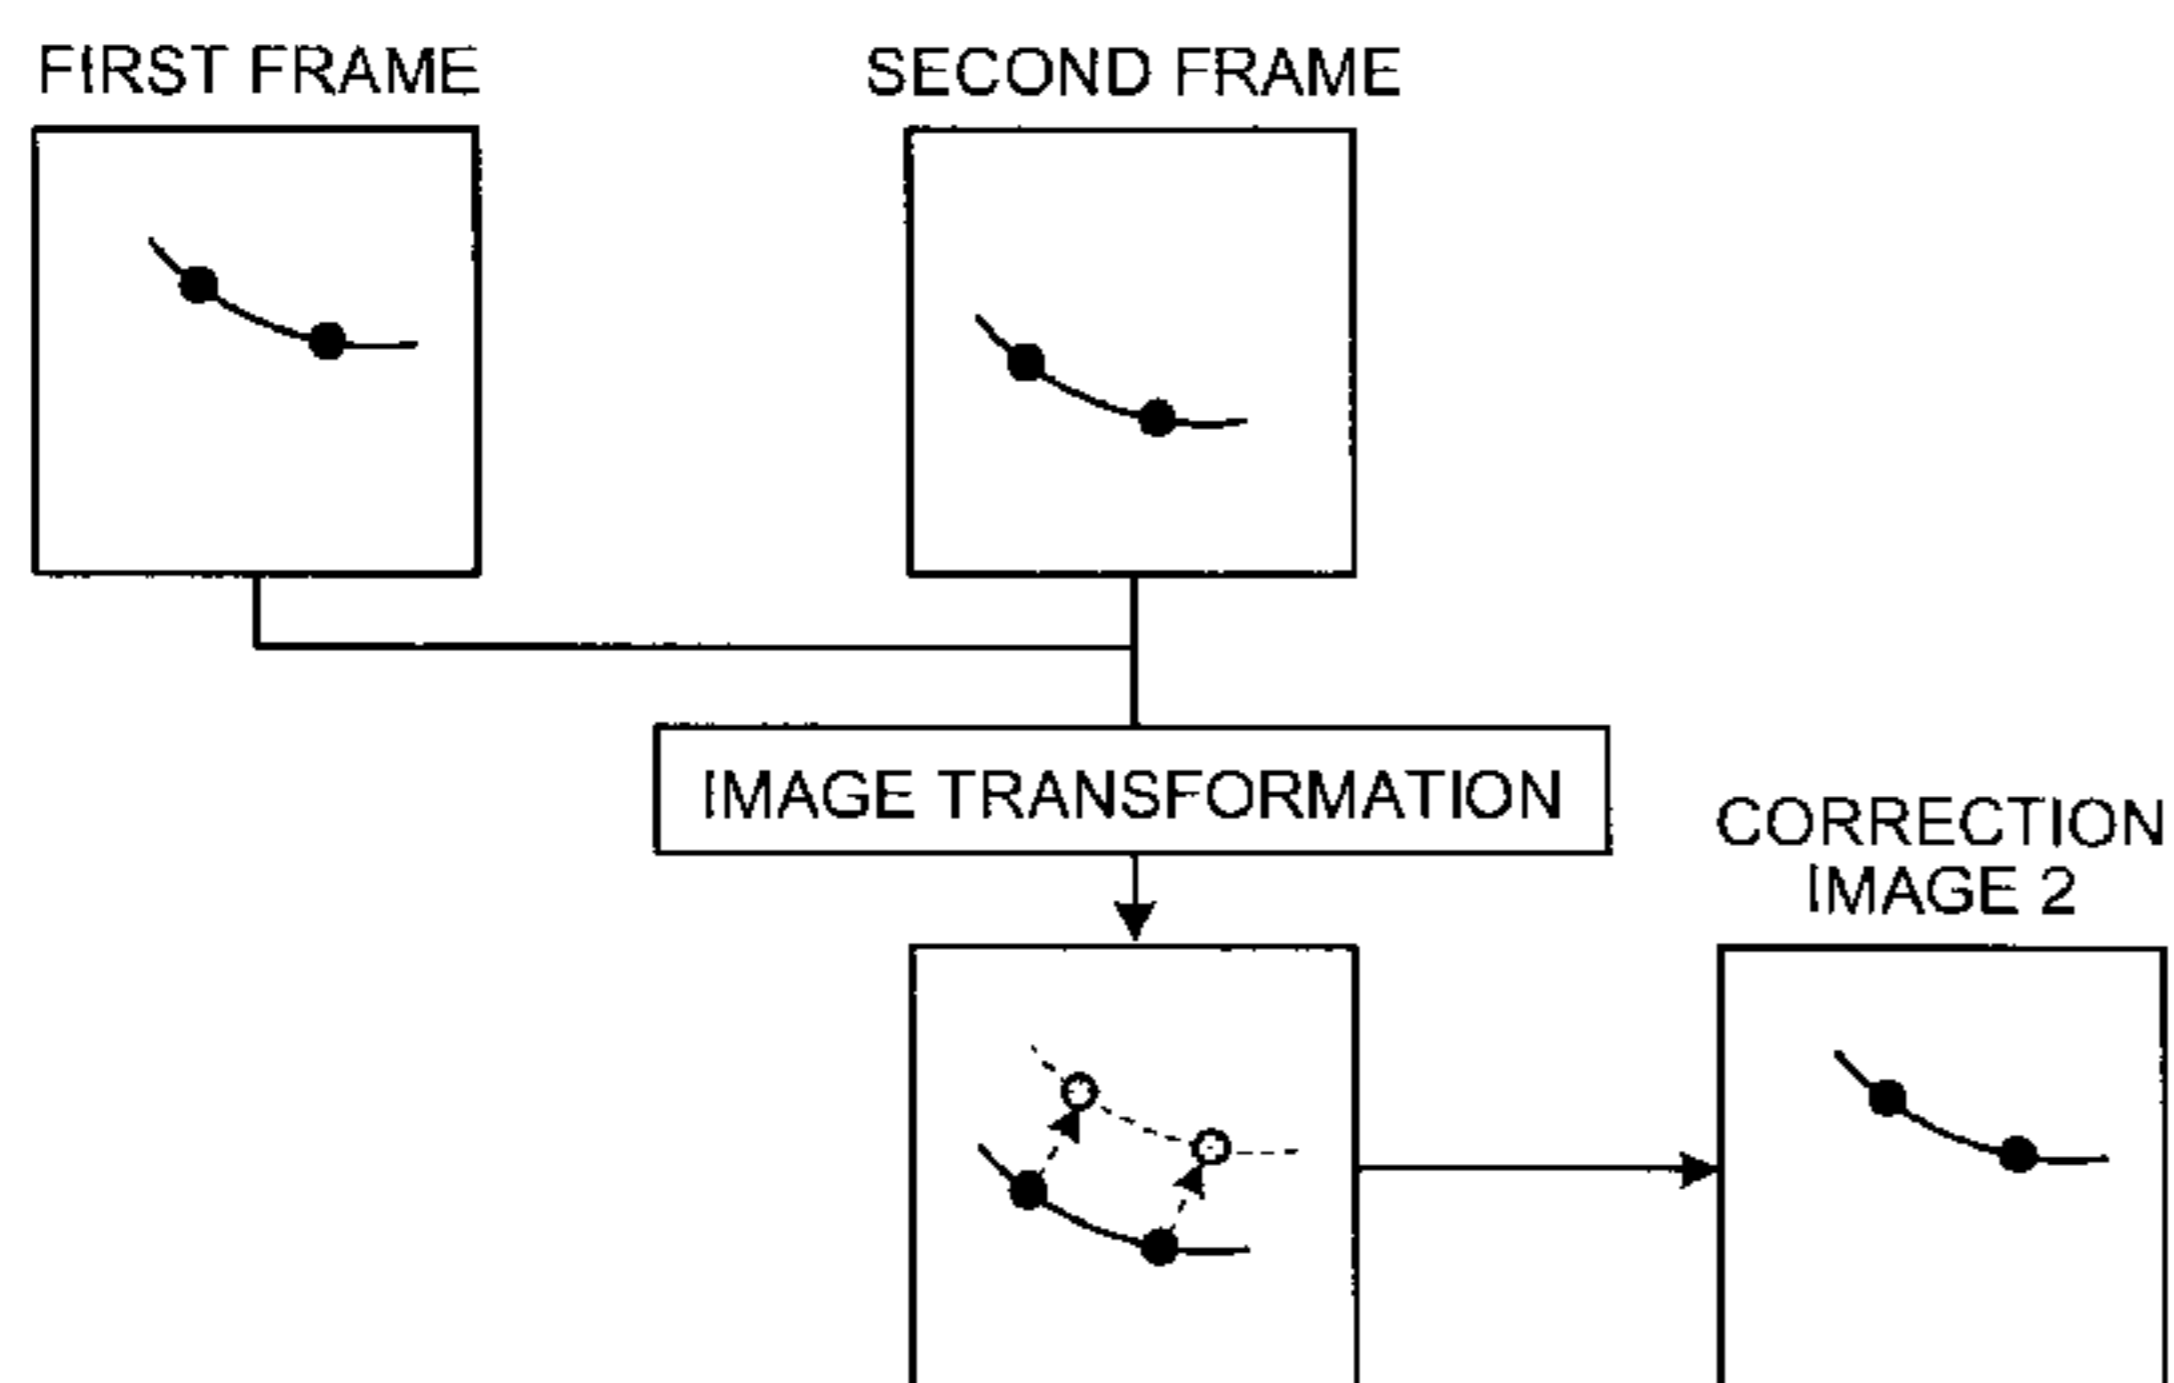 FIRST FRAME
SECOND FRAME
IMAGE TRANSFORMATION
CORRECTION
IMAGE 2